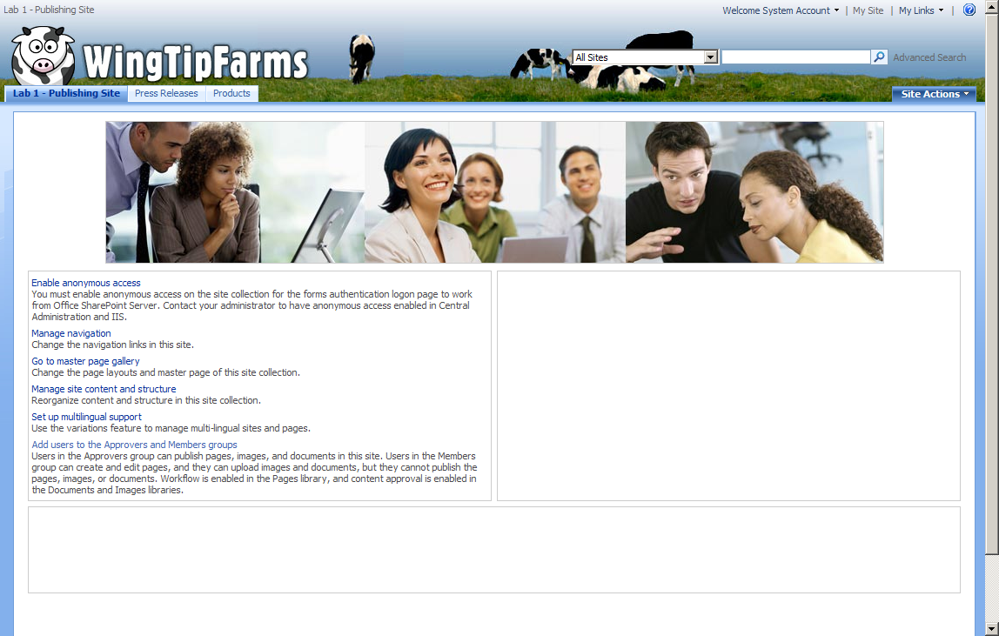 Lab 1 - Publishing Site
Welcome System Account | My Site | My Links |
WingTipFarms
All Sites
Advanced Search
Lab 1 - Publishing Site Press Releases Products
Site Actions
Enable anonymous access
You must enable anonymous access on the site collection for the forms authentication logon page to work
from Office SharePoint Server. Contact your administrator to have anonymous access enabled in Central
Administration and IIS.
Manage navigation
Change the navigation links in this site.
Go to master page gallery
Change the page layouts and master page of this site collection.
Manage site content and structure
Reorganize content and structure in this site collection.
Set up multilingual support
Use the variations feature to manage multi-lingual sites and pages.
Add users to the Approvers and Members groups
Users in the Approvers group can publish pages, images, and documents in this site. Users in the Members
group can create and edit pages, and they can upload images and documents, but they cannot publish the
pages, images, or documents. Workflow is enabled in the Pages library, and content approval is enabled in
the Documents and Images libraries.